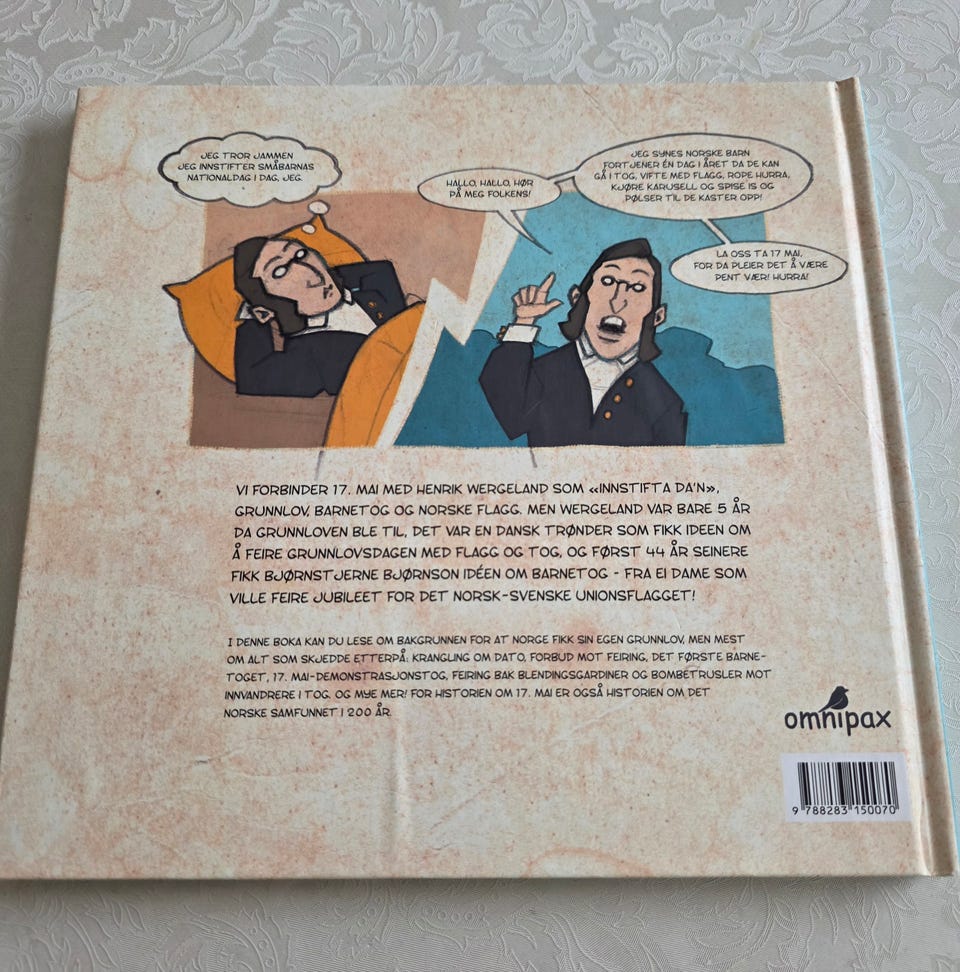 JEG TROR JAMMEN
JEG INNSTIFTER SMÅBARNAS
NATIONALDAG I DAG, JEG.
HALLO, HALLO, HØR
PÅ MEG FOLKENS!
JEG SYNES NORSKE BARN
FORTJENER ÉN DAG I ÅRET DA DE KAN
GÅ I TOG, VIFTE MED FLAGG, ROPE HURRA,
KJØRE KARUSELL OG SPISE IS OG
PØLSER TIL DE KASTER OPP!
LA OSS TA 17 MAI,
FOR DA PLEIER DET Å VÆRE
PENT VÆR! HURRA!
VI FORBINDER 17. MAI MED HENRIK WERGELAND SOM «INNSTIFTA DA'N»,
GRUNNLOV, BARNETOG OG NORSKE FLAGG. MEN WERGELAND VAR BARE 5 ÅR
DA GRUNNLOVEN BLE TIL, DET VAR EN DANSK TRØNDER SOM FIKK IDEEN OM
Å FEIRE GRUNNLOVSDAGEN MED FLAGG OG TOG, OG FØRST 44 ÅR SEINERE
FIKK BJØRNSTJERNE BJØRNSON IDÉEN OM BARNETOG - FRA EI DAME SOM
VILLE FEIRE JUBILEET FOR DET NORSK-SVENSKE UNIONSFLAGGET!
I DENNE BOKA KAN DU LESE OM BAKGRUNNEN FOR AT NORGE FIKK SIN EGEN GRUNNLOV, MEN MEST
OM ALT SOM SKJEDDE ETTERPÅ: KRANGLING OM DATO, FORBUD MOT FEIRING, DET FØRSTE BARNE-
TOGET, 17. MAI-DEMONSTRASJONSTOG, FEIRING BAK BLENDINGSGARDINER OG BOMBETRUSLER MOT
INNVANDRERE I TOG. OG MYE MER! FOR HISTORIEN OM 17. MAI ER OGSÅ HISTORIEN OM DET
NORSKE SAMFUNNET I 200 ÅR.
omnipax
9 788283 150070